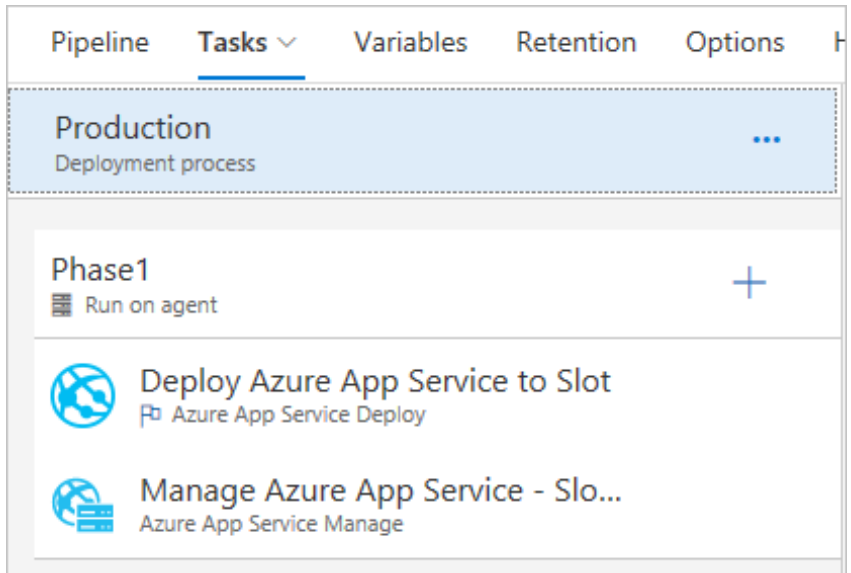 Pipeline Tasks Variables Retention Options
Production
Deployment process
Phase1
Run on agent
Deploy Azure App Service to Slot
Azure App Service Deploy
Manage Azure App Service - Slo...
Azure App Service Manage